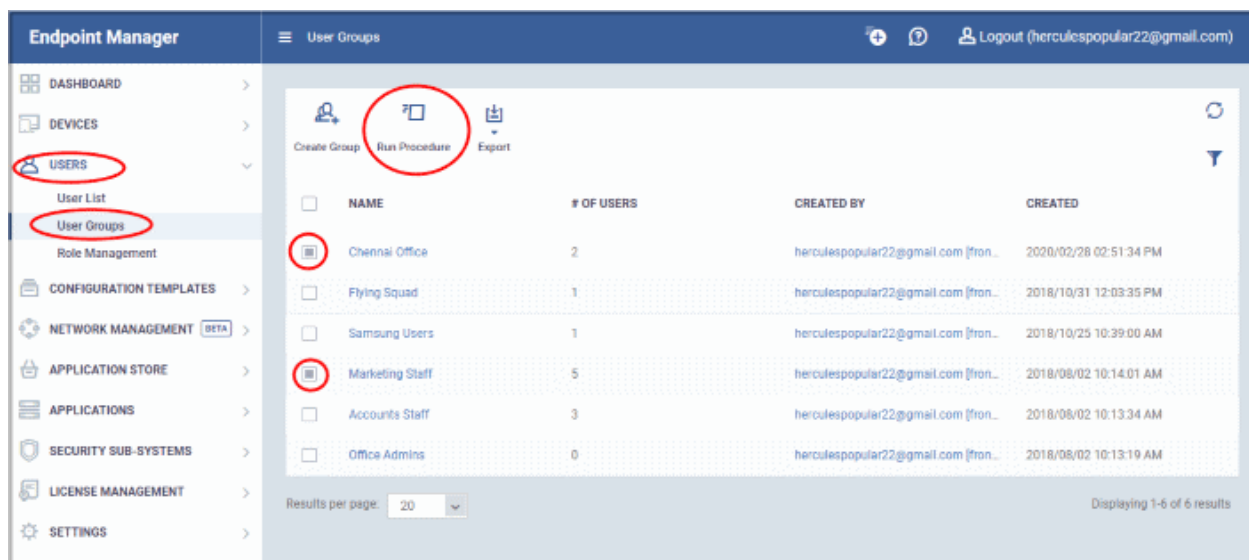 Endpoint Manager
User Groups
Logout (herculespopular22@gmail.com)
DASHBOARD
DEVICES
USERS
User List
User Groups
Role Management
CONFIGURATION TEMPLATES
NETWORK MANAGEMENT BETA
APPLICATION STORE
APPLICATIONS
SECURITY SUB-SYSTEMS
LICENSE MANAGEMENT
SETTINGS
Create Group Run Procedure Export
NAME # OF USERS CREATED BY CREATED
Chennai Office 2 herculespopular22@gmail.com [fron... 2020/02/28 02:51:34 PM
Flying Squad 1 herculespopular22@gmail.com [fron... 2018/10/31 12:03:35 PM
Samsung Users 1 herculespopular22@gmail.com [fron... 2018/10/25 10:39:00 AM
Marketing Staff 5 herculespopular22@gmail.com [fron... 2018/08/02 10:14:01 AM
Accounts Staff 3 herculespopular22@gmail.com [fron... 2018/08/02 10:13:34 AM
Office Admins 0 herculespopular22@gmail.com [fron... 2018/08/02 10:13:19 AM
Results per page: 20
Displaying 1-6 of 6 results